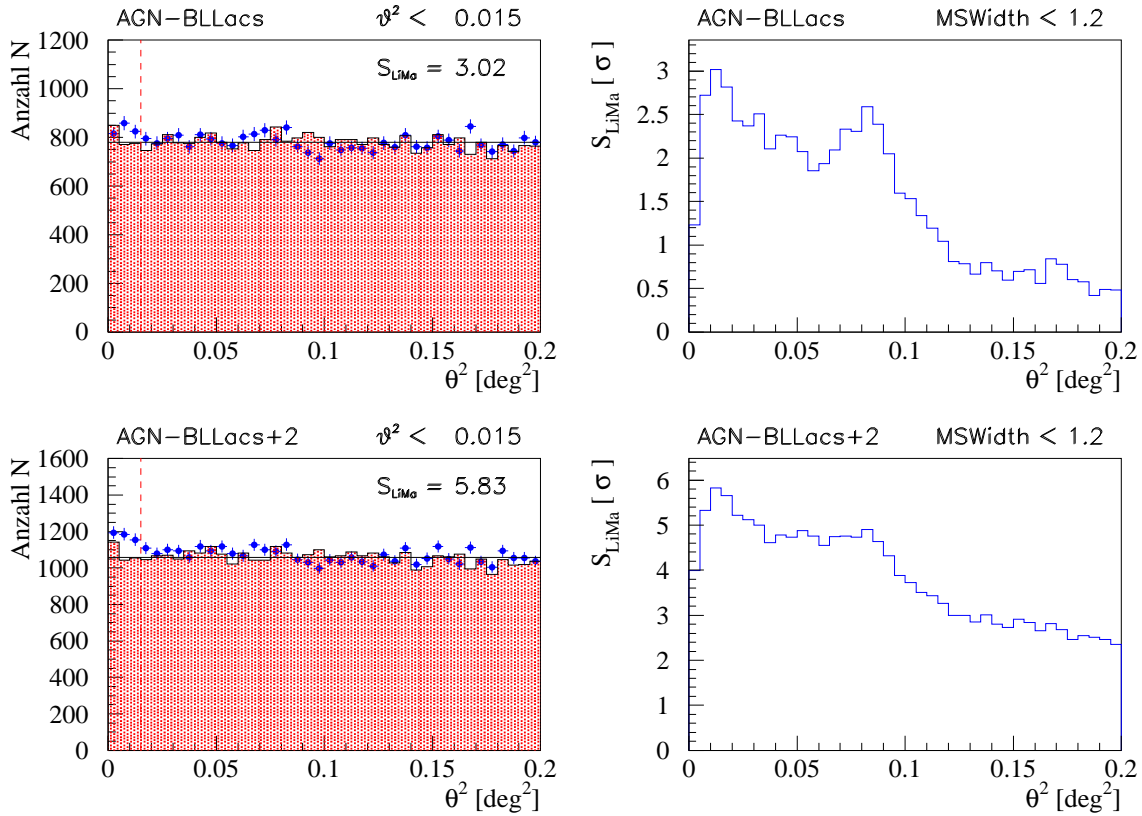 AGN-BLLacs ϑ² < 0.015
Anzahl N
1200
1000
800
600
400
200
0
S_LiMa = 3.02
0 0.05 0.1 0.15 0.2
θ² [deg²]
AGN-BLLacs MSWidth < 1.2
S_LiMa [ σ ]
3
2.5
2
1.5
1
0.5
0
0 0.05 0.1 0.15 0.2
θ² [deg²]
AGN-BLLacs+2 ϑ² < 0.015
Anzahl N
1600
1400
1200
1000
800
600
400
200
0
S_LiMa = 5.83
0 0.05 0.1 0.15 0.2
θ² [deg²]
AGN-BLLacs+2 MSWidth < 1.2
S_LiMa [ σ ]
6
5
4
3
2
1
0
0 0.05 0.1 0.15 0.2
θ² [deg²]